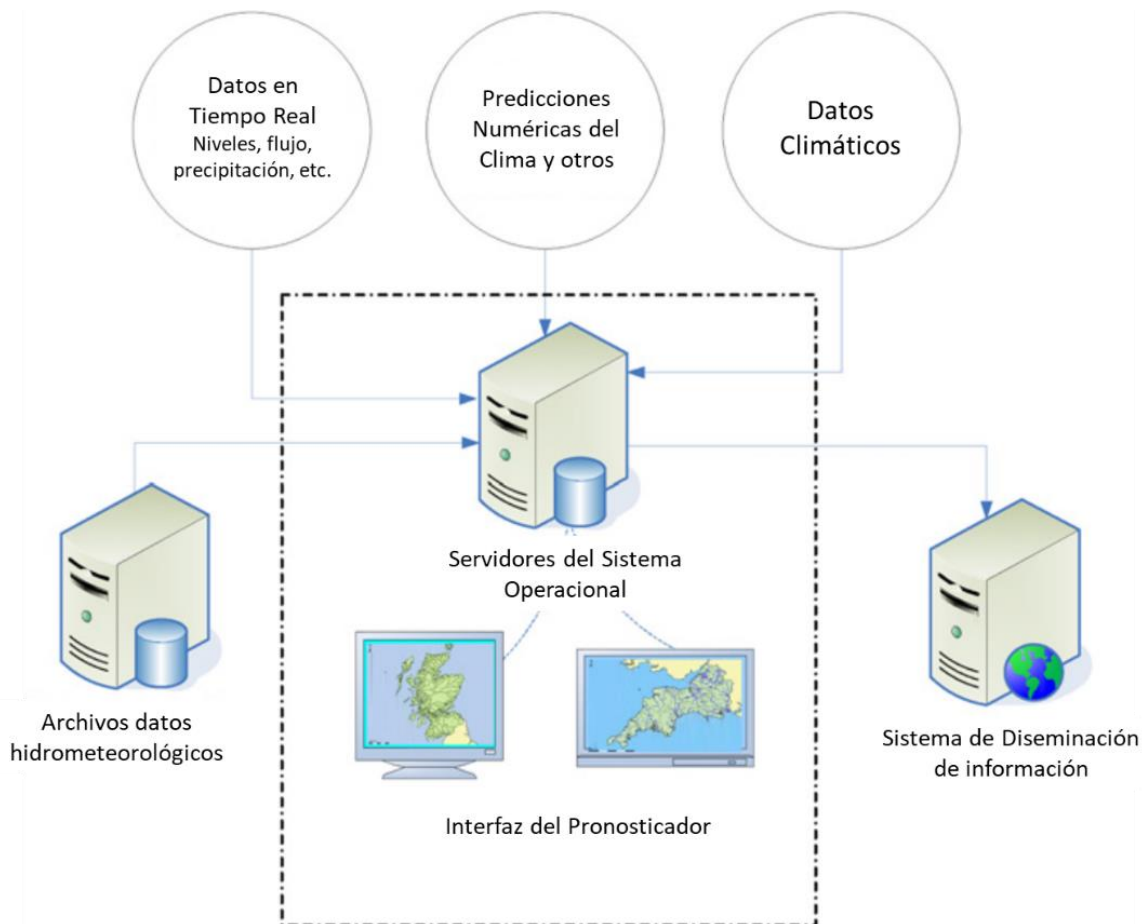 Datos en
Tiempo Real
Niveles, flujo,
precipitación, etc.
Predicciones
Numéricas del
Clima y otros
Datos
Climáticos
Servidores del Sistema
Operacional
Archivos datos
hidrometeorológicos
Sistema de Diseminación
de información
Interfaz del Pronosticador